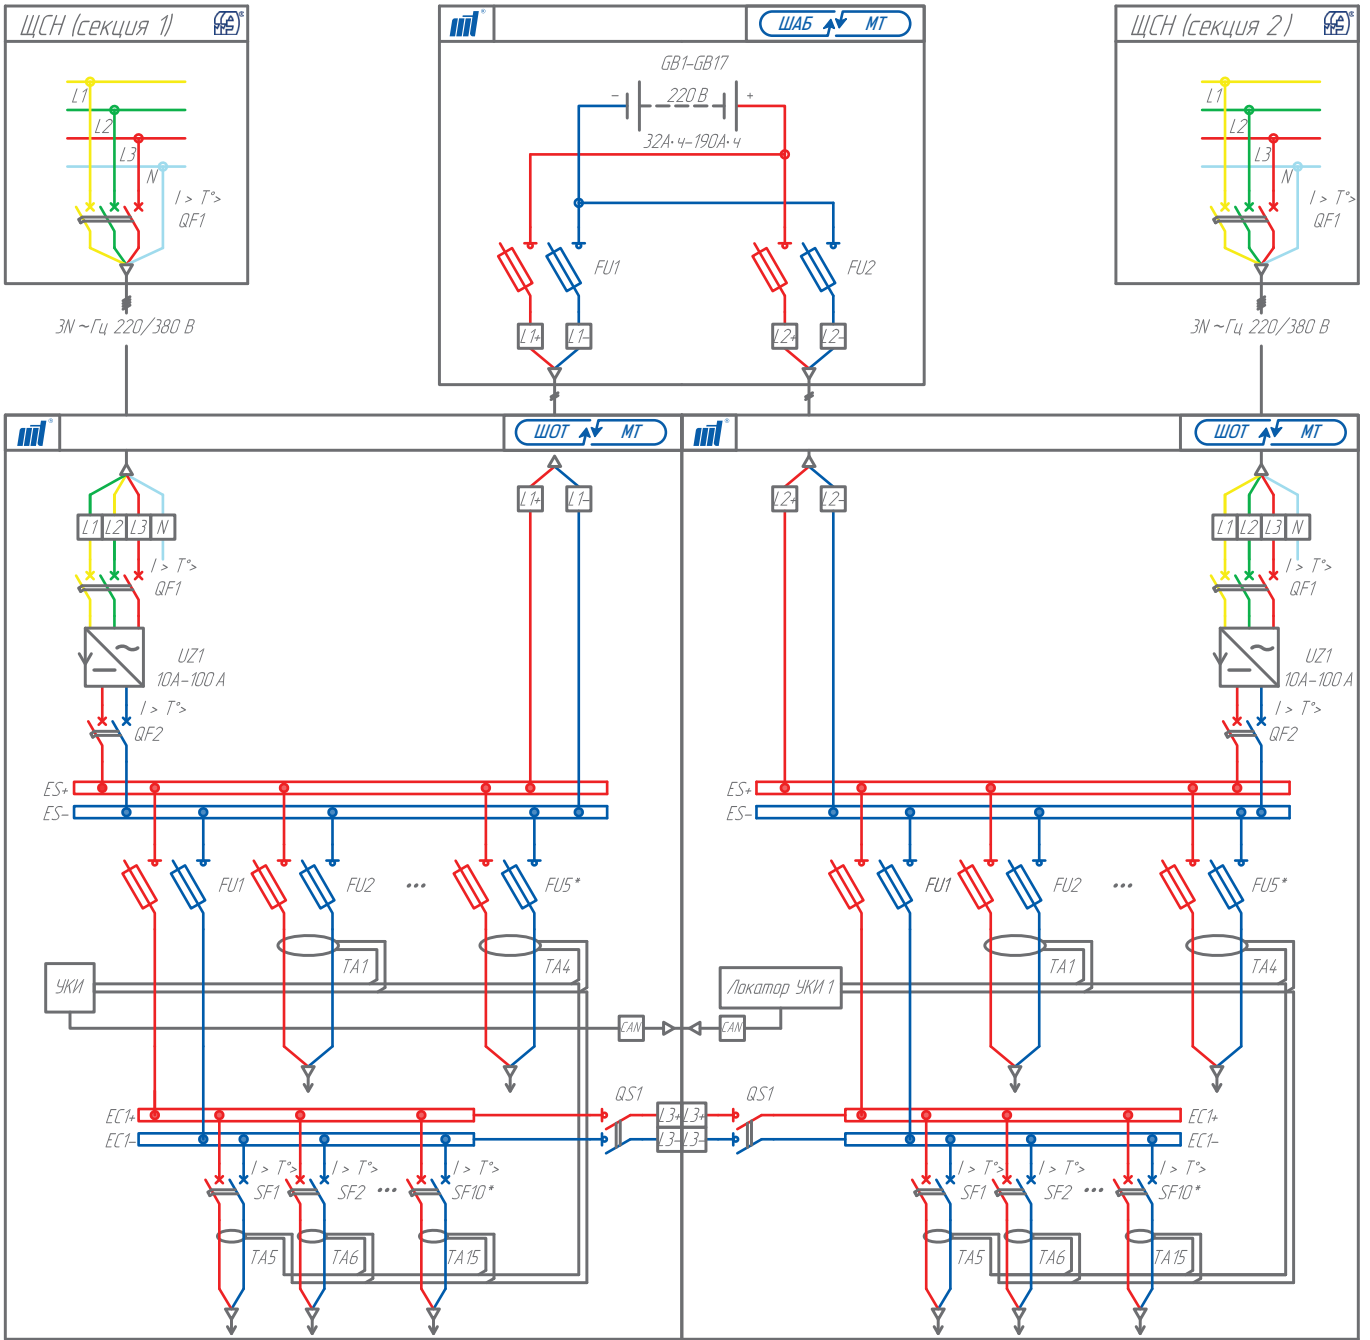 ЩСН (секция 1)
L1
L2
L3
N
I > T°>
QF1
3N ~Гц 220/380 В
ШАБ МТ
GB1-GB17
- 220 В +
32А·ч-190А·ч
FU1
FU2
L1+
L1-
L2+
L2-
ЩСН (секция 2)
L1
L2
L3
N
I > T°>
QF1
3N ~Гц 220/380 В
ШОТ МТ
L1+
L1-
L1
L2
L3
N
I > T°>
QF1
UZ1
10А-100 А
I > T°>
QF2
ES+
ES-
FU1
FU2
...
FU5*
TA1
TA4
УКИ
CAN
QS1
EC1+
EC1-
L3+
L3-
I > T°>
SF1
I > T°>
SF2
...
I > T°>
SF10*
TA5
TA6
TA15
ШОТ МТ
L2+
L2-
L1
L2
L3
N
I > T°>
QF1
UZ1
10А-100 А
I > T°>
QF2
ES+
ES-
FU1
FU2
...
FU5*
TA1
TA4
Локатор УКИ 1
CAN
QS1
L3+
L3-
EC1+
EC1-
I > T°>
SF1
I > T°>
SF2
...
I > T°>
SF10*
TA5
TA6
TA15